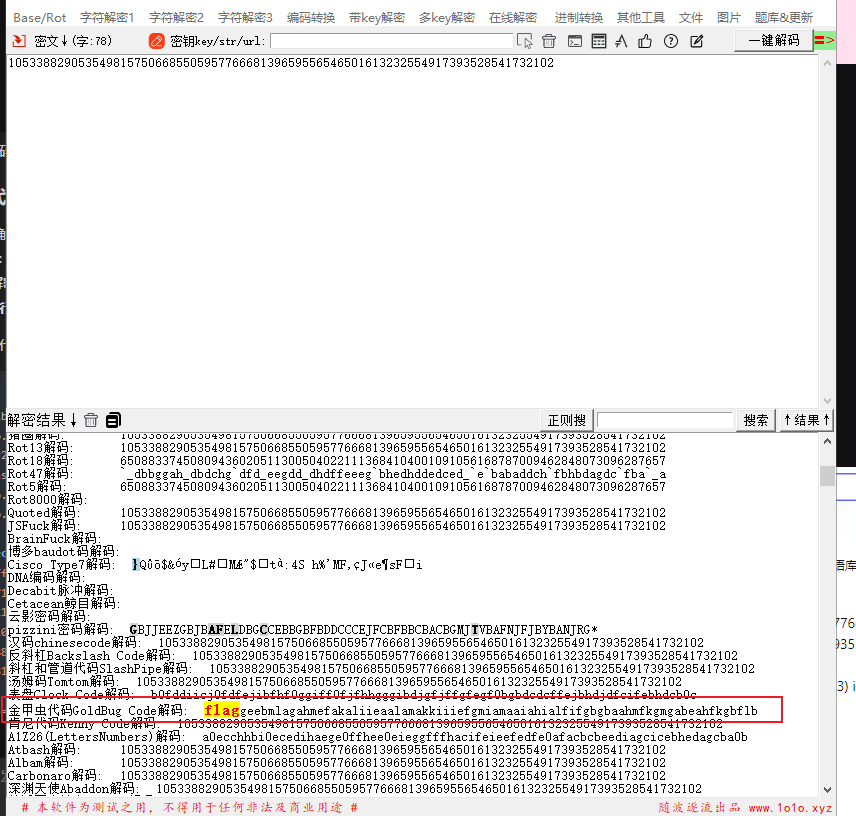 Base/Rot 字符解密1 字符解密2 字符解密3 编码转换 带key解密 多key解密 在线解密 进制转换 其他工具 文件 图片 题库&更新
密文↓(字:78) 密钥key/str/url: 一键解码 =>
105338829053549815750668550595776668139659556546501613232554917393528541732102
解密结果↓ 正则搜 搜索 ↑结果↑
猪圈解码: 105338829053549815750668550595776668139659556546501613232554917393528541732102
Rot13解码: 105338829053549815750668550595776668139659556546501613232554917393528541732102
Rot18解码: 650883374508094360205113005040221113684104001091056168787009462848073096287657
Rot47解码: `_dbbggah_dbdchg`dfd_eegdd_dhdffeeeg`bhedhddedced_`e`babaddch`fbhbdagdc`fba`_a
Rot5解码: 650883374508094360205113005040221113684104001091056168787009462848073096287657
Rot8000解码:
Quoted解码: 105338829053549815750668550595776668139659556546501613232554917393528541732102
JSFuck解码: 105338829053549815750668550595776668139659556546501613232554917393528541732102
BrainFuck解码:
博多baudot码解码:
Cisco Type7解码:
DNA编码解码:
Decabit脉冲解码:
Cetacean鲸目解码:
云影密码解码:
pizzini密码解码: GBJJEEZGBJBAFELDBGCCEBBGBFBDDCCCEJFCBFBBCBACBGMJTVBAFNJFJBYBANJRG*
汉码chinesecode解码: 105338829053549815750668550595776668139659556546501613232554917393528541732102
反斜杠Backslash Code解码: 105338829053549815750668550595776668139659556546501613232554917393528541732102
斜杠和管道代码SlashPipe解码: 105338829053549815750668550595776668139659556546501613232554917393528541732102
汤姆码Tomtom解码: 105338829053549815750668550595776668139659556546501613232554917393528541732102
表盘Clock Code解码: b0fddiicj0fdfejibfhf0ggiff0fjfhhgggibdjgfjffgfegf0bgbdcdcffejbhdjdfcifebhdcb0c
金甲虫代码GoldBug Code解码: flaggeebmlagahmefakaliieaalamakkiiiefgmiamaaiahialfifgbgbaahmfkgmgabeahfkgbflb
肯尼代码Kenny Code解码: 105338829053549815750668550595776668139659556546501613232554917393528541732102
A1Z26(LettersNumbers)解码: a0ecchhbi0ecedihaege0ffhee0eieggfffhacifeieefedfe0afacbcbeediagcicebhedagcba0b
Atbash解码: 105338829053549815750668550595776668139659556546501613232554917393528541732102
Albam解码: 105338829053549815750668550595776668139659556546501613232554917393528541732102
Carbonaro解码: 105338829053549815750668550595776668139659556546501613232554917393528541732102
深渊天使Abaddon解码: 105338829053549815750668550595776668139659556546501613232554917393528541732102
# 本软件为测试之用，不得用于任何非法及商业用途 # 随波逐流出品 www.1o1o.xyz